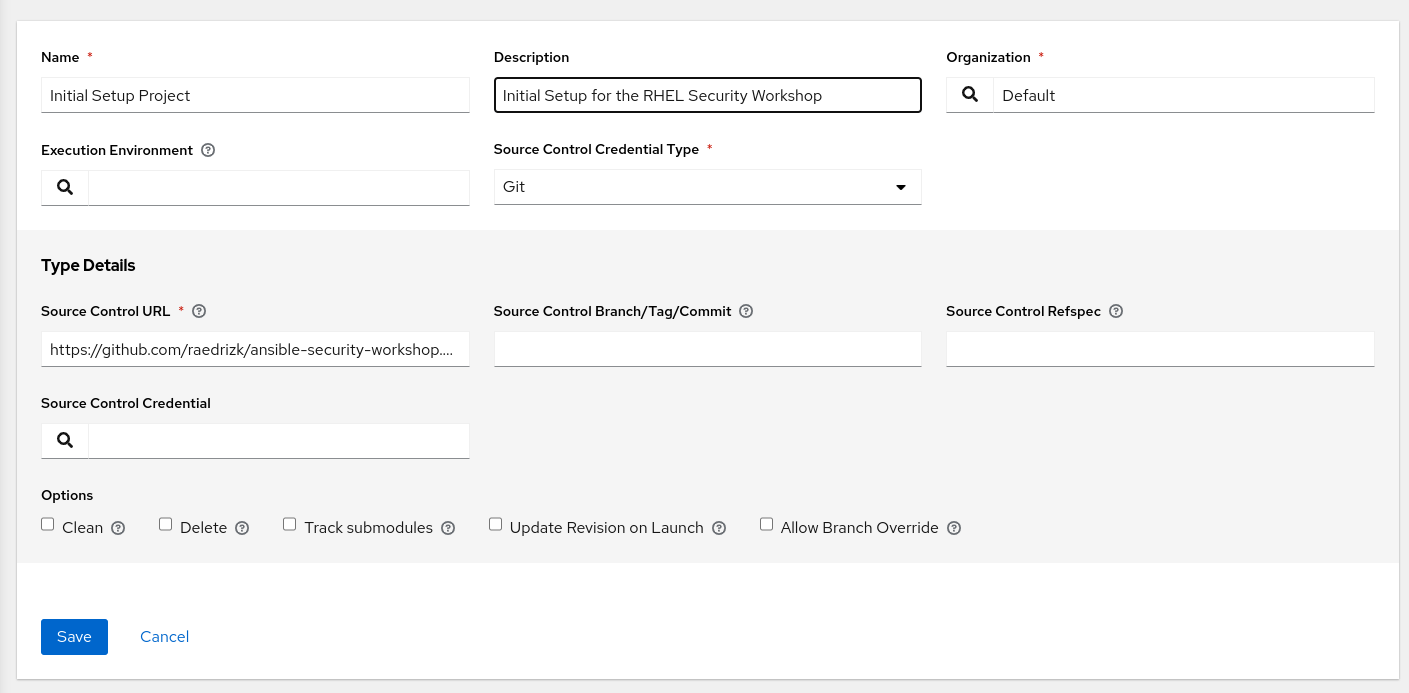 Name * Description Organization *
Initial Setup Project Initial Setup for the RHEL Security Workshop Default
Execution Environment Source Control Credential Type *
Git
Type Details
Source Control URL * Source Control Branch/Tag/Commit Source Control Refspec
https://github.com/raedrizk/ansible-security-workshop....
Source Control Credential
Options
Clean Delete Track submodules Update Revision on Launch Allow Branch Override
Save Cancel